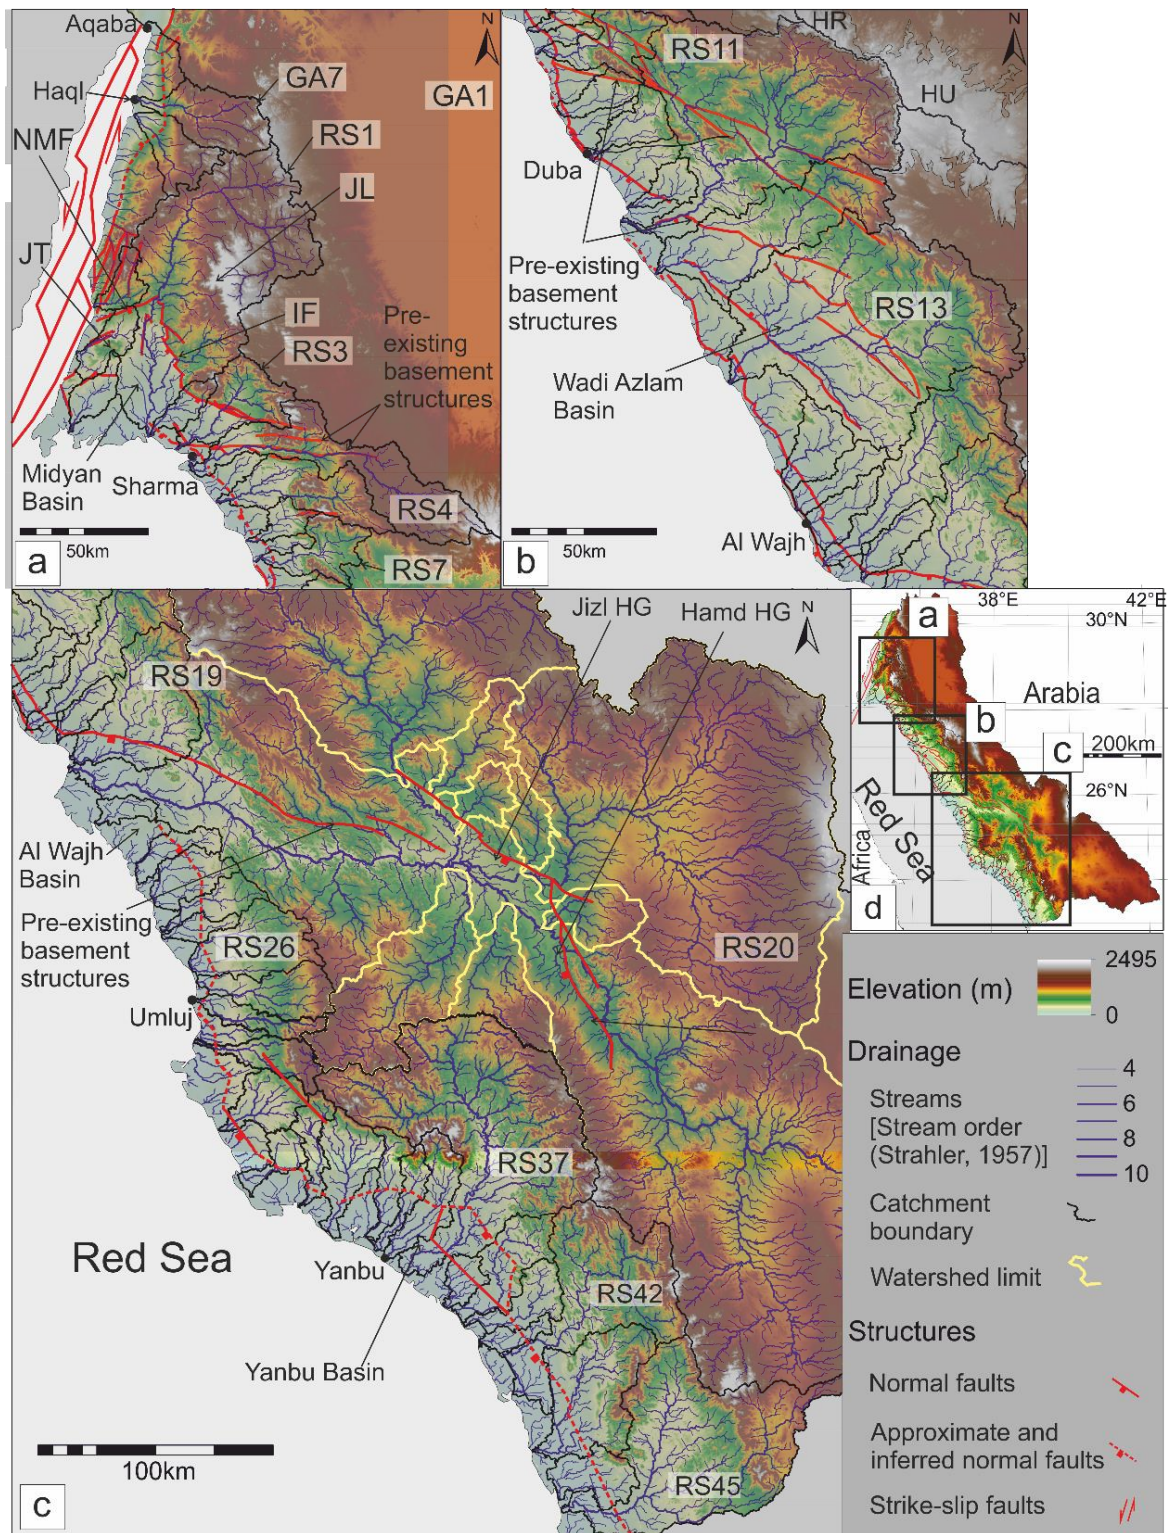 Aqaba
N
Haql
GA7
GA1
NMF
RS1
JL
JT
IF
Pre-
existing
basement
structures
RS3
Midyan
Basin
Sharma
RS4
50km
RS7
a
HR
N
RS11
HU
Duba
Pre-existing
basement
structures
RS13
Wadi Azlam
Basin
50km
Al Wajh
b
Jizl HG
Hamd HG
N
RS19
Al Wajh
Basin
Pre-existing
basement
structures
RS26
RS20
Umluj
RS37
Red Sea
Yanbu
RS42
Yanbu Basin
100km
RS45
c
38°E
42°E
a
30°N
Arabia
b
c
200km
26°N
Red Sea
Africa
d
Elevation (m)
2495
0
Drainage
Streams
[Stream order
(Strahler, 1957)]
4
6
8
10
Catchment
boundary
Watershed limit
Structures
Normal faults
Approximate and
inferred normal faults
Strike-slip faults